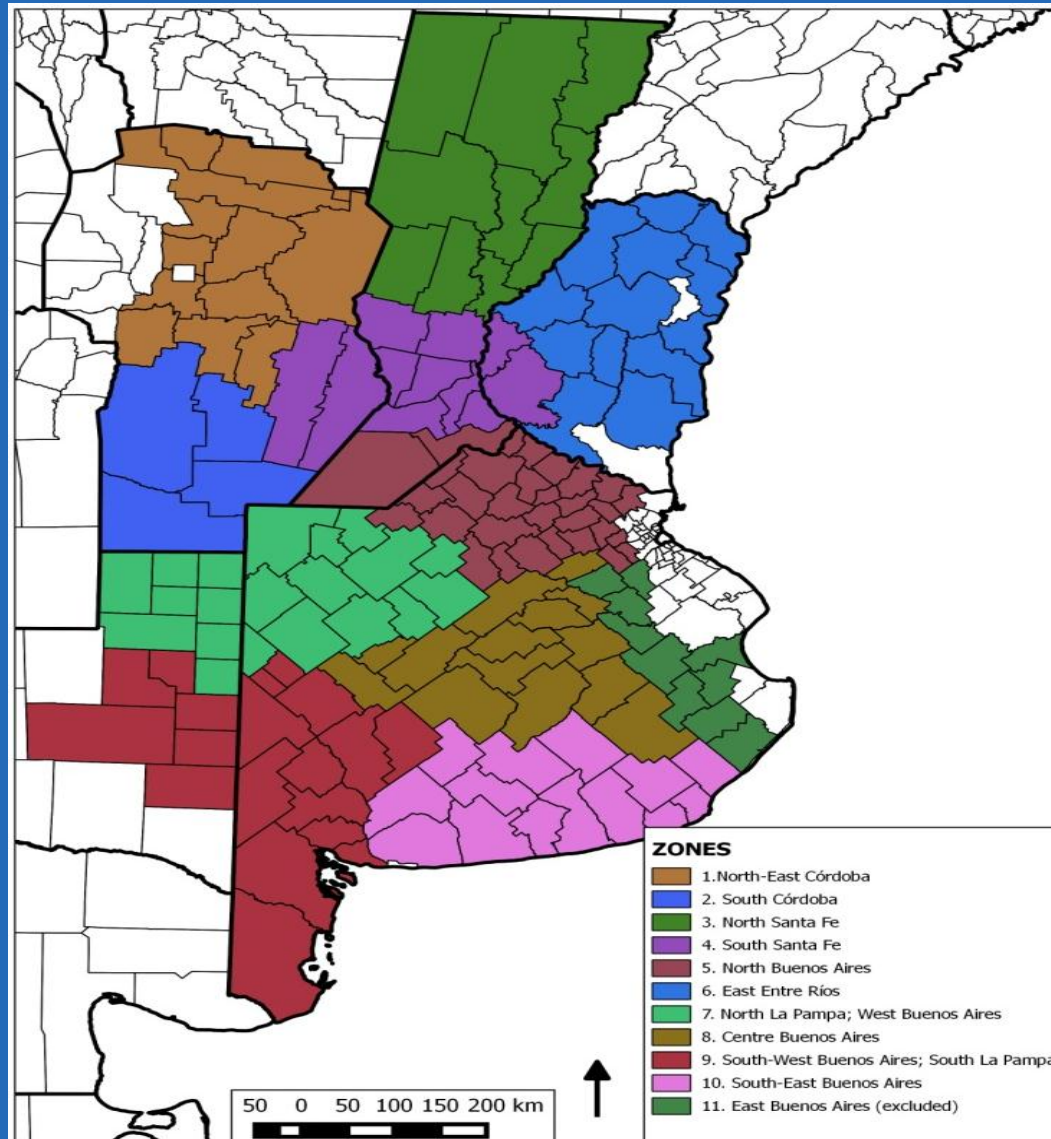 ZONES
1.North-East Córdoba
2. South Córdoba
3. North Santa Fe
4. South Santa Fe
5. North Buenos Aires
6. East Entre Ríos
7. North La Pampa; West Buenos Aires
8. Centre Buenos Aires
9. South-West Buenos Aires; South La Pampa
10. South-East Buenos Aires
11. East Buenos Aires (excluded)
50 0 50 100 150 200 km